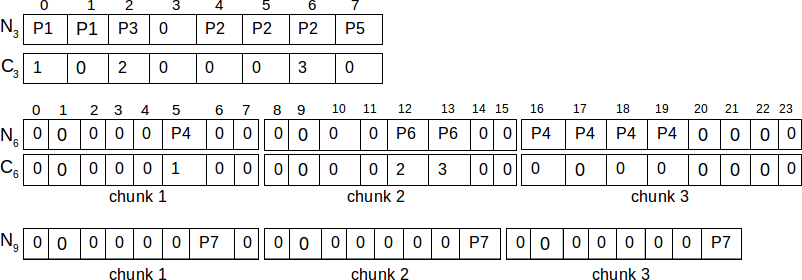 0 1 2 3 4 5 6 7
N3 P1 P1 P3 0 P2 P2 P2 P5
C3 1 0 2 0 0 0 3 0
0 1 2 3 4 5 6 7 8 9 10 11 12 13 14 15 16 17 18 19 20 21 22 23
N6 0 0 0 0 0 P4 0 0 0 0 0 0 P6 P6 0 0 P4 P4 P4 P4 0 0 0 0
C6 0 0 0 0 0 1 0 0 0 0 0 0 2 3 0 0 0 0 0 0 0 0 0 0
chunk 1 chunk 2 chunk 3
N9 0 0 0 0 0 0 P7 0 0 0 0 0 0 0 0 P7 0 0 0 0 0 0 0 P7
chunk 1 chunk 2 chunk 3